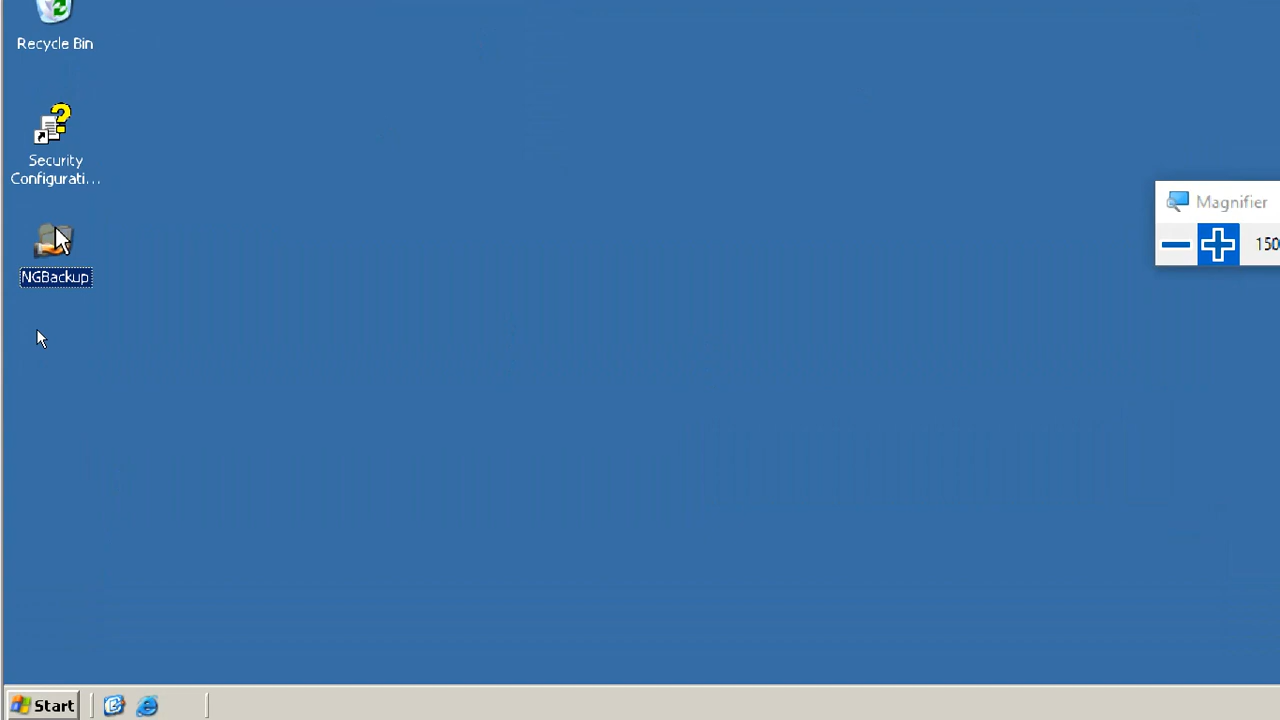 Recycle Bin
Security
Configurati...
NGBackup
Magnifier
150
Start